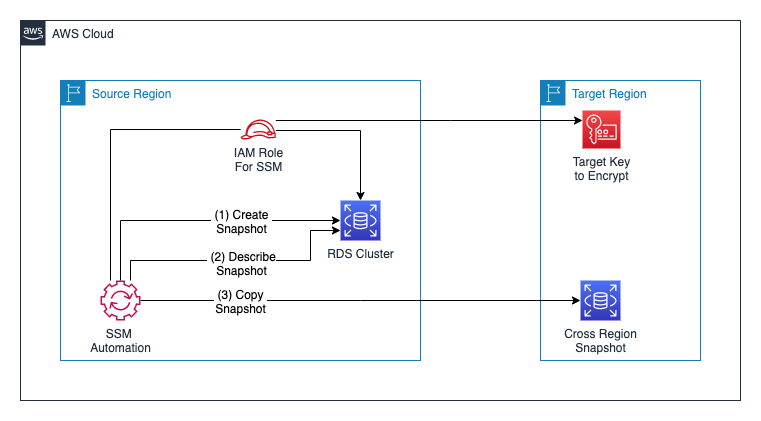 aws
AWS Cloud
Source Region
Target Region
IAM Role
For SSM
Target Key
to Encrypt
(1) Create
Snapshot
RDS Cluster
(2) Describe
Snapshot
(3) Copy
Snapshot
SSM
Automation
Cross Region
Snapshot